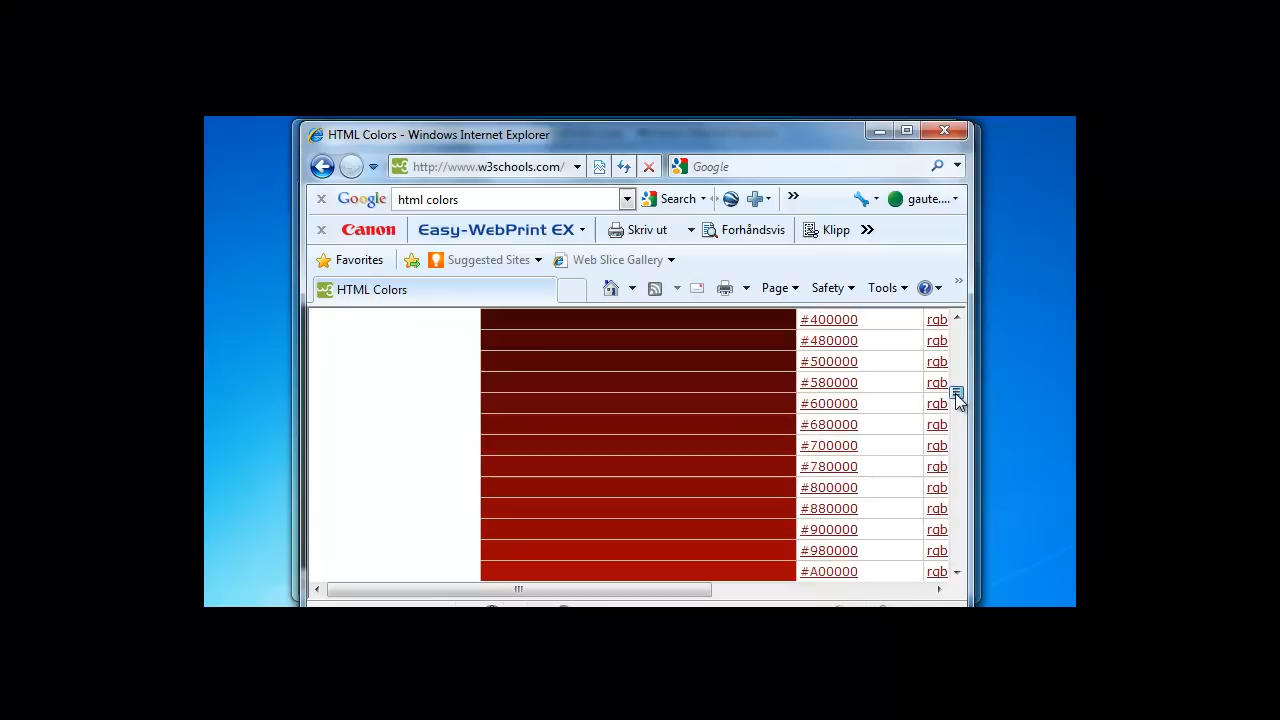 HTML Colors - Windows Internet Explorer
http://www.w3schools.com/ Google
Google html colors Search gaute....
Canon Easy-WebPrint EX Skriv ut Forhåndsvis Klipp
Favorites Suggested Sites Web Slice Gallery
HTML Colors Page Safety Tools
#400000 rgb
#480000 rgb
#500000 rgb
#580000 rgb
#600000 rgb
#680000 rgb
#700000 rgb
#780000 rgb
#800000 rgb
#880000 rgb
#900000 rgb
#980000 rgb
#A00000 rgb